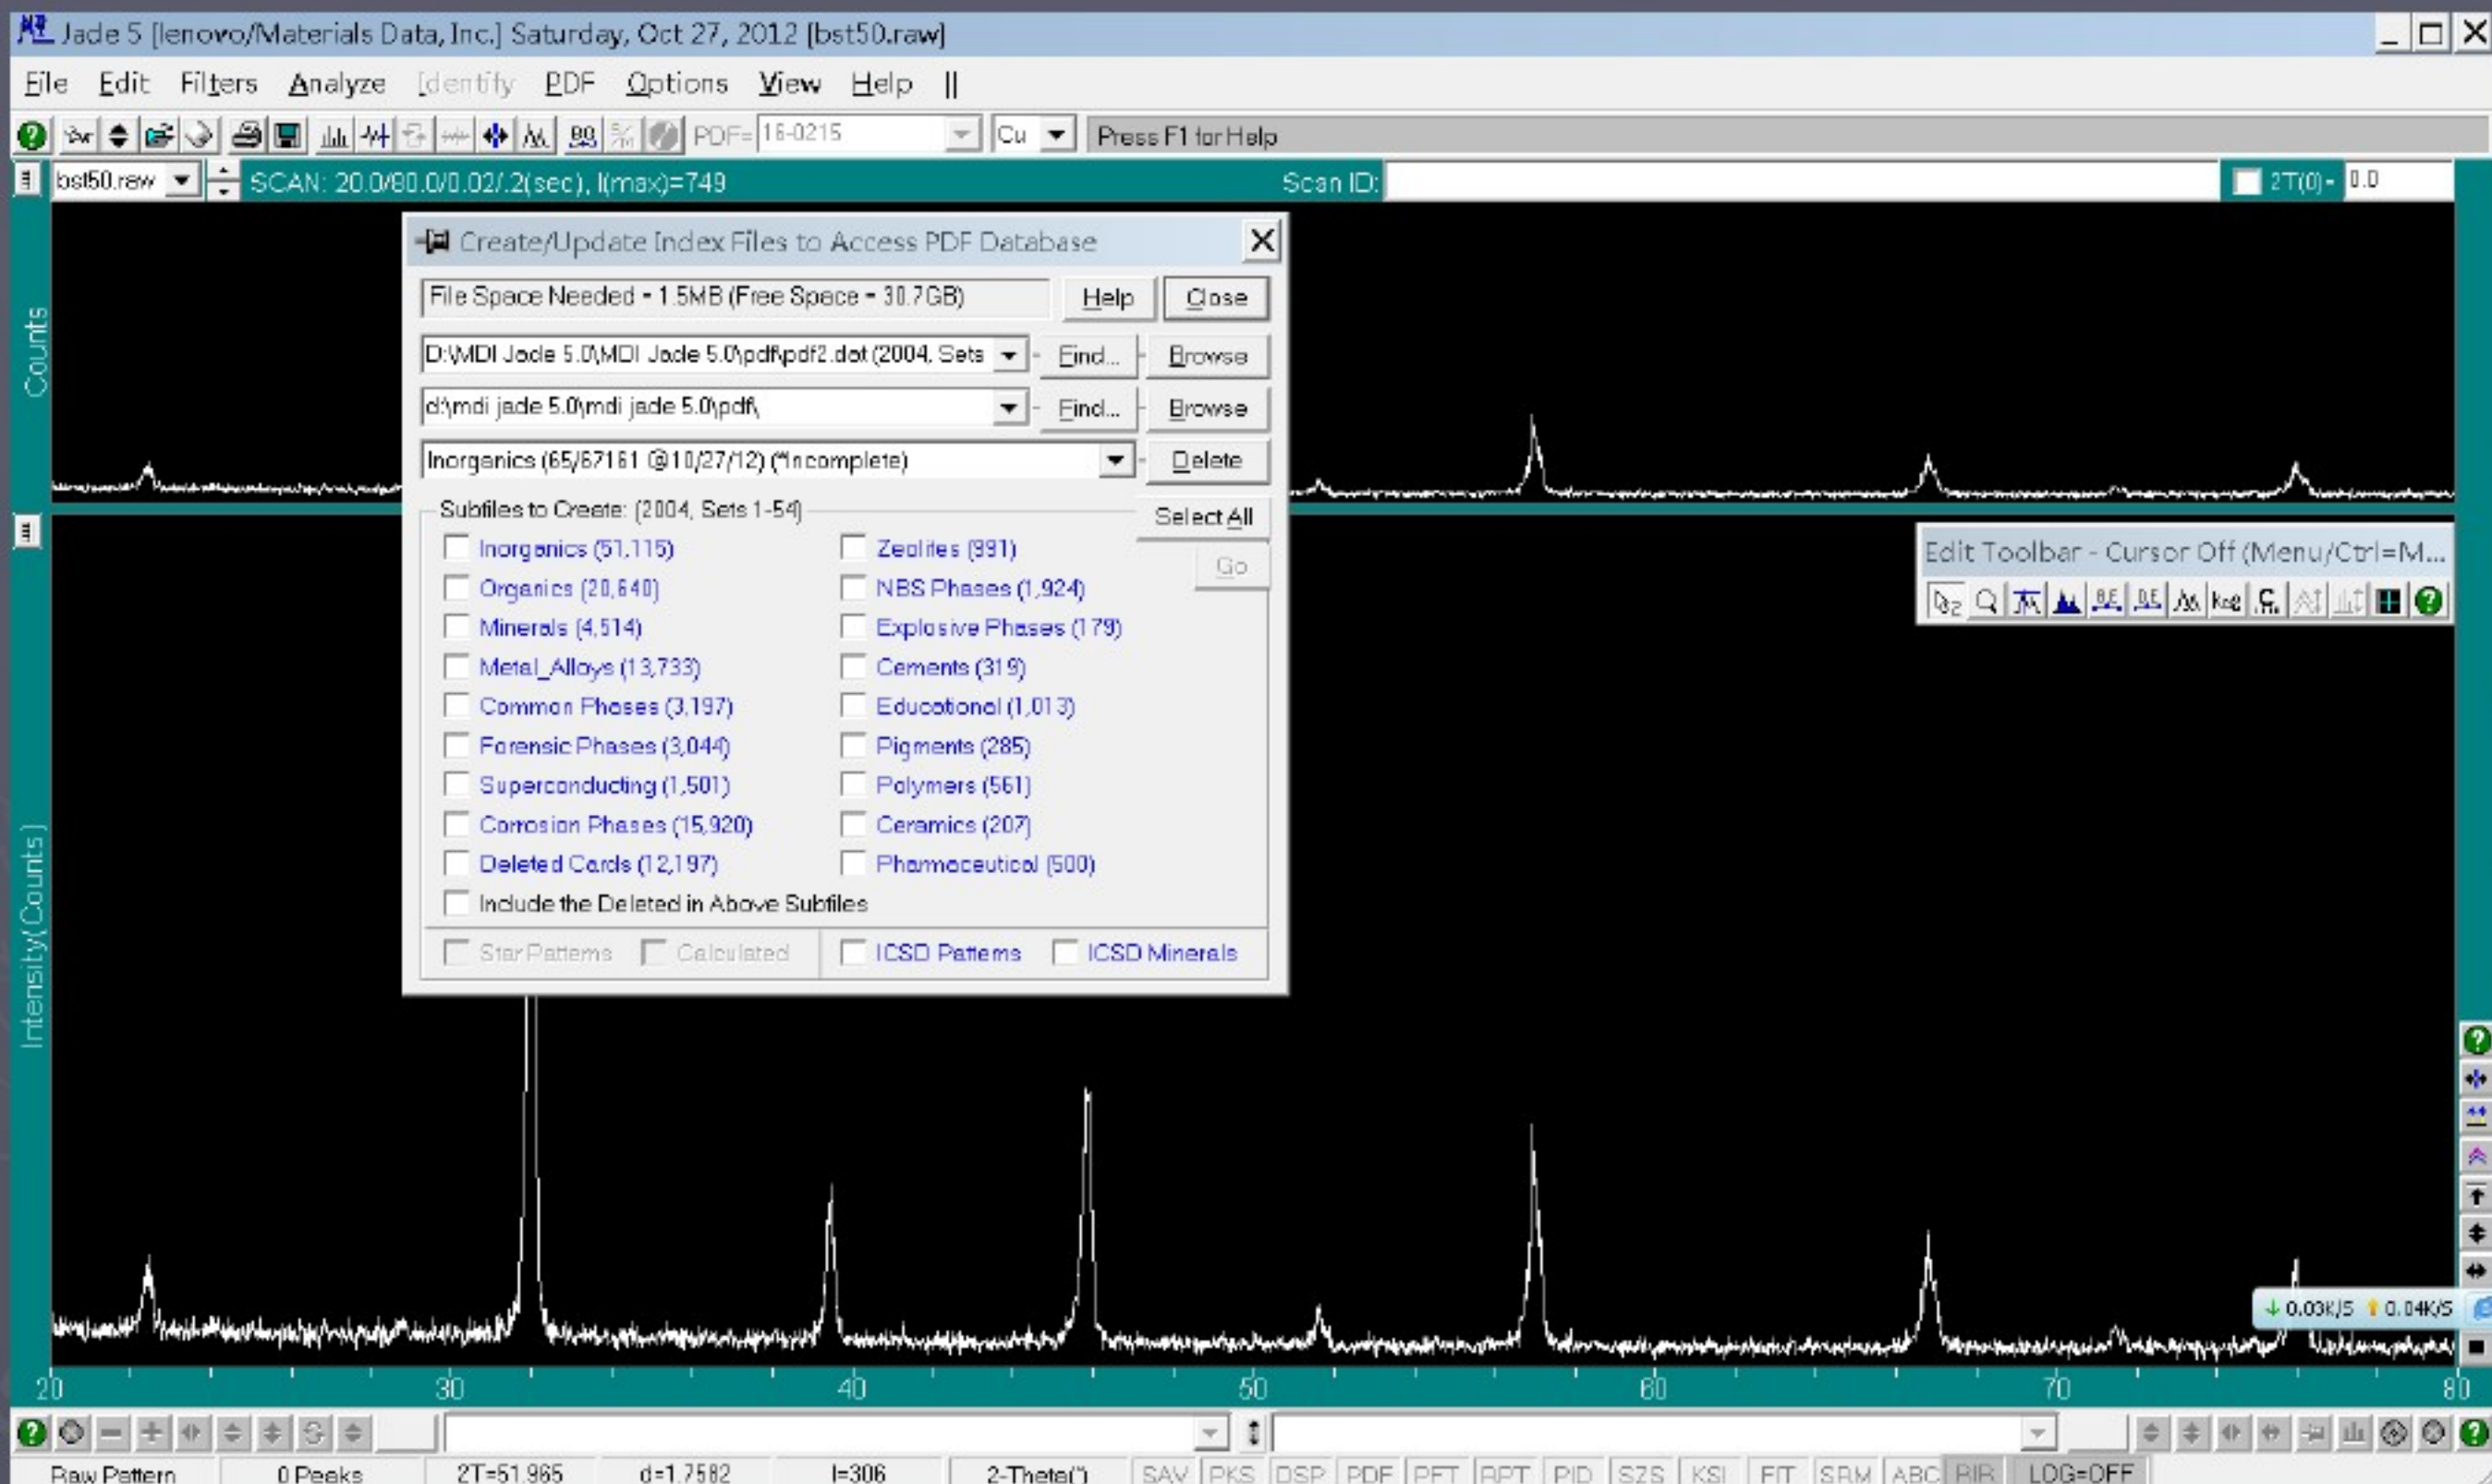 Jade 5 [lenovo/Materials Data, Inc.] Saturday, Oct 27, 2012 [bst50.raw]
File Edit Filters Analyze Identify PDF Options View Help ||
PDF= 16-0215 Cu Press F1 for Help
bst50.raw SCAN: 20.0/80.0/0.02/.2(sec), I(max)=749 Scan ID: 2T(0)= 0.0
Counts
Create/Update Index Files to Access PDF Database
File Space Needed = 1.5MB (Free Space = 30.7GB) Help Close
D:\MDI Jade 5.0\MDI Jade 5.0\pdf\pdf2.dat (2004, Sets Find... Browse
d:\mdi jade 5.0\mdi jade 5.0\pdf\ Find... Browse
Inorganics (65/67161 @10/27/12) (*Incomplete) Delete
Subfiles to Create: (2004, Sets 1-54) Select All
Inorganics (51,115) Zeolites (991) Go
Organics (20,640) NBS Phases (1,924)
Minerals (4,514) Explosive Phases (179)
Metal_Alloys (13,733) Cements (319)
Common Phases (3,197) Educational (1,013)
Forensic Phases (3,044) Pigments (285)
Superconducting (1,501) Polymers (561)
Corrosion Phases (15,920) Ceramics (207)
Deleted Cards (12,197) Pharmaceutical (500)
Include the Deleted in Above Subfiles
Star Patterns Calculated ICSD Patterns ICSD Minerals
Edit Toolbar - Cursor Off (Menu/Ctrl=M...
Intensity(Counts)
0.03K/S 0.04K/S
20 30 40 50 60 70 80
Raw Pattern 0 Peaks 2T=51.965 d=1.7582 I=306 2-Theta(°) SAV PKS DSP PDF PFT RPT PID SZS KSI FIT SRM ABC RIR LOG=OFF